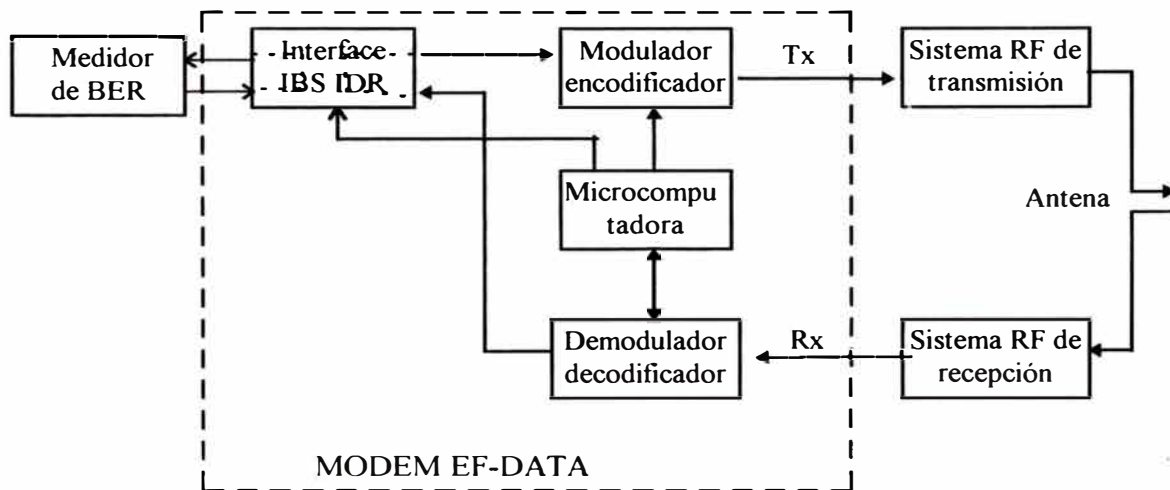 Medidor
de BER
Interface
IBS IDR
Modulador
encodificador
Tx
Sistema RF de
transmisión
Microcompu
tadora
Antena
Demodulador
decodificador
Rx
Sistema RF de
recepción
MODEM EF-DATA